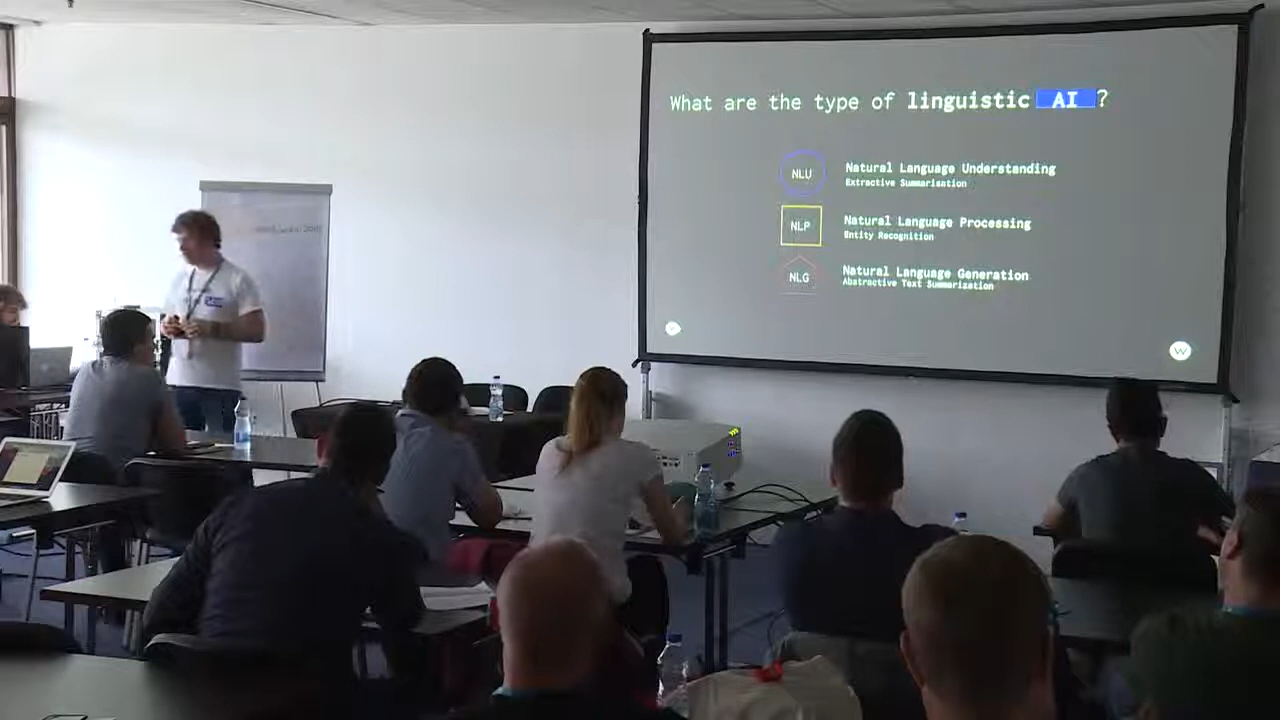 What are the type of linguistic AI ?
NLU
Natural Language Understanding
Extractive Summarisation
NLP
Natural Language Processing
Entity Recognition
NLG
Natural Language Generation
Abstractive Text Summarization
W